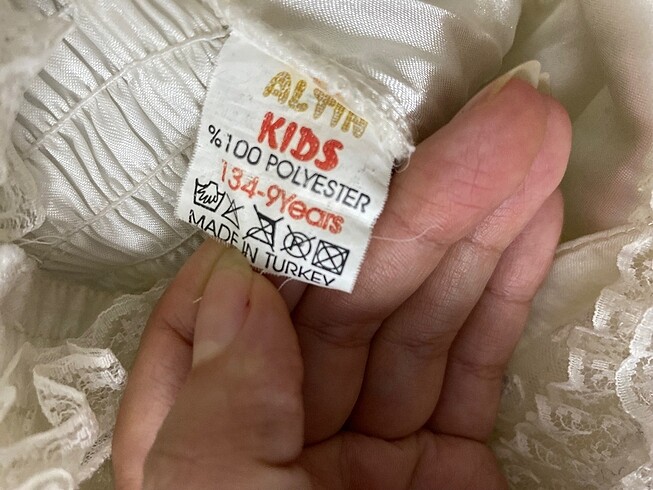 ALTIN
KIDS
%100 POLYESTER
134-9Years
MADE IN TURKEY